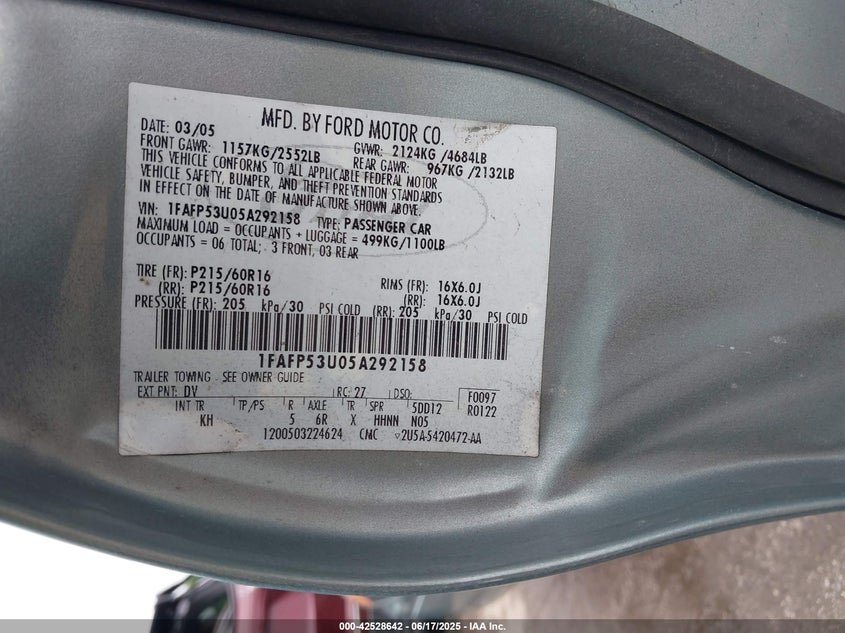 MFD. BY FORD MOTOR CO.
DATE: 03/05 GVWR: 2124KG /4684LB
FRONT GAWR: 1157KG/2552LB REAR GAWR: 967KG /2132LB
THIS VEHICLE CONFORMS TO ALL APPLICABLE FEDERAL MOTOR
VEHICLE SAFETY, BUMPER, AND THEFT PREVENTION STANDARDS
IN EFFECT ON THE DATE OF MANUFACTURE SHOWN ABOVE.
VIN: 1FAFP53U05A292158 TYPE: PASSENGER CAR
MAXIMUM LOAD = OCCUPANTS + LUGGAGE = 499KG/1100LB
OCCUPANTS = 06 TOTAL; 3 FRONT, 03 REAR
TIRE (FR): P215/60R16 RIMS (FR): 16X6.0J
(RR): P215/60R16 (RR): 16X6.0J
PRESSURE (FR): 205 kPa/30 PSI COLD (RR): 205 kPa/30 PSI COLD
1FAFP53U05A292158
TRAILER TOWING - SEE OWNER GUIDE
EXT PNT: DV RC: 27 DSO: F0097
INT TR TP/PS R AXLE TR SPR 5DD12 R0122
KH 5 6R X HHNN N05
1200503224624 CMC 2U5A-5420472-AA
000-42528642 - 06/17/2025 - IAA Inc.